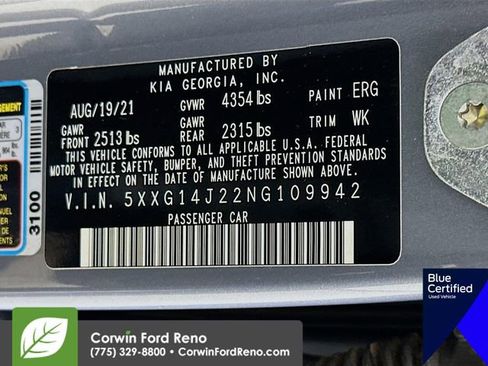 MANUFACTURED BY
KIA GEORGIA, INC.
AUG/19/21
GVWR 4354 lbs
PAINT ERG
GAWR
FRONT 2513 lbs
GAWR
REAR 2315 lbs
TRIM WK
THIS VEHICLE CONFORMS TO ALL APPLICABLE U.S.A. FEDERAL
MOTOR VEHICLE SAFETY, BUMPER, AND THEFT PREVENTION STANDARDS
IN EFFECT ON THE DATE OF MANUFACTURE SHOWN ABOVE.
V.I.N. 5XXG14J22NG109942
PASSENGER CAR
3100
Blue
Certified
Used Vehicle
Corwin Ford Reno
(775) 329-8800 • CorwinFordReno.com